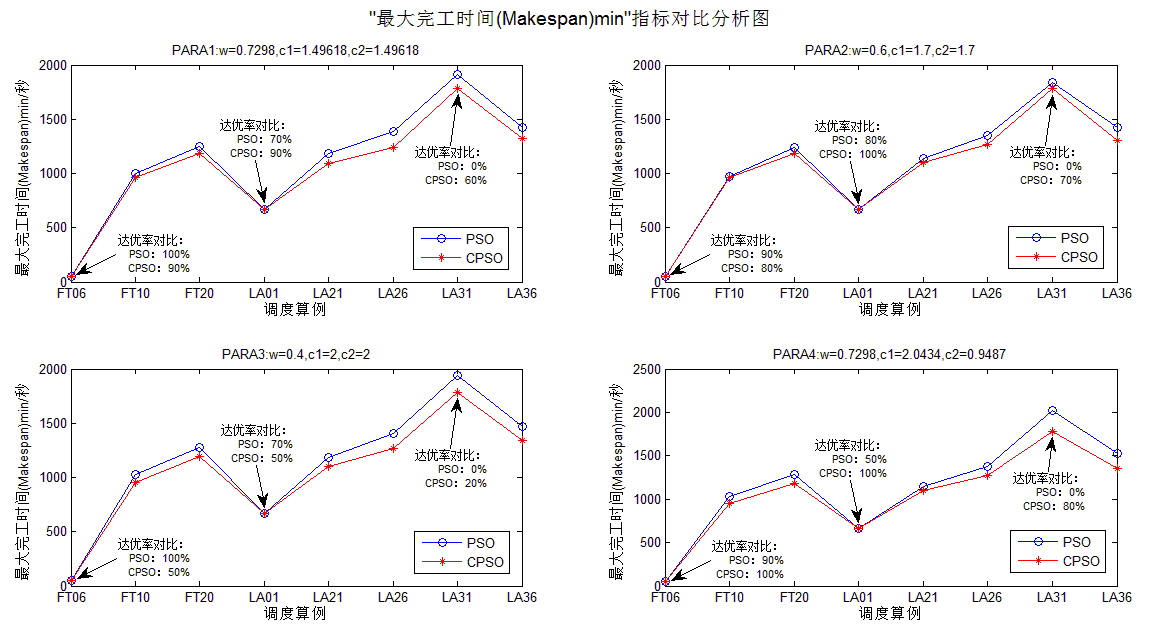 "最大完工时间(Makespan)min"指标对比分析图
PARA1:w=0.7298,c1=1.49618,c2=1.49618
最大完工时间(Makespan)min/秒
2000
1500
1000
500
0
达优率对比：
PSO：70%
CPSO：90%
达优率对比：
PSO：0%
CPSO：60%
达优率对比：
PSO：100%
CPSO：90%
PSO
CPSO
FT06 FT10 FT20 LA01 LA21 LA26 LA31 LA36
调度算例
PARA2:w=0.6,c1=1.7,c2=1.7
最大完工时间(Makespan)min/秒
2000
1500
1000
500
0
达优率对比：
PSO：80%
CPSO：100%
达优率对比：
PSO：0%
CPSO：70%
达优率对比：
PSO：90%
CPSO：80%
PSO
CPSO
FT06 FT10 FT20 LA01 LA21 LA26 LA31 LA36
调度算例
PARA3:w=0.4,c1=2,c2=2
最大完工时间(Makespan)min/秒
2000
1500
1000
500
0
达优率对比：
PSO：70%
CPSO：50%
达优率对比：
PSO：0%
CPSO：20%
达优率对比：
PSO：100%
CPSO：50%
PSO
CPSO
FT06 FT10 FT20 LA01 LA21 LA26 LA31 LA36
调度算例
PARA4:w=0.7298,c1=2.0434,c2=0.9487
最大完工时间(Makespan)min/秒
2500
2000
1500
1000
500
0
达优率对比：
PSO：50%
CPSO：100%
达优率对比：
PSO：0%
CPSO：80%
达优率对比：
PSO：90%
CPSO：100%
PSO
CPSO
FT06 FT10 FT20 LA01 LA21 LA26 LA31 LA36
调度算例